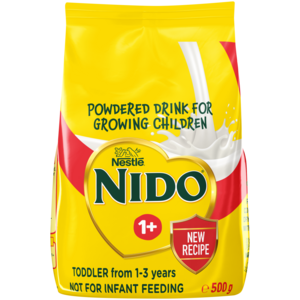 POWDERED DRINK FOR
GROWING CHILDREN
Nestlé
NIDO
1+
NEW
RECIPE
TODDLER from 1-3 years
NOT FOR INFANT FEEDING
e 500 g